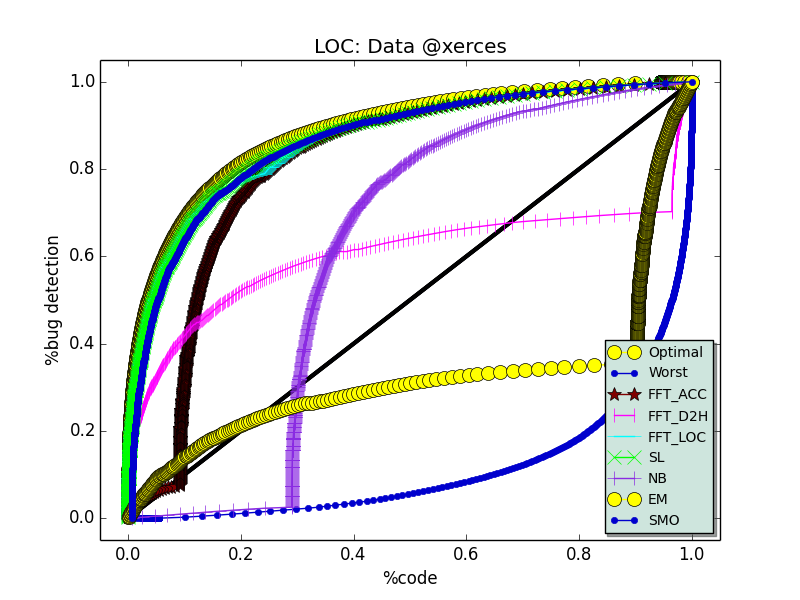 LOC: Data @xerces
1.0
0.8
0.6
0.4
0.2
0.0
%bug detection
0.0 0.2 0.4 0.6 0.8 1.0
%code
Optimal
Worst
FFT_ACC
FFT_D2H
FFT_LOC
SL
NB
EM
SMO